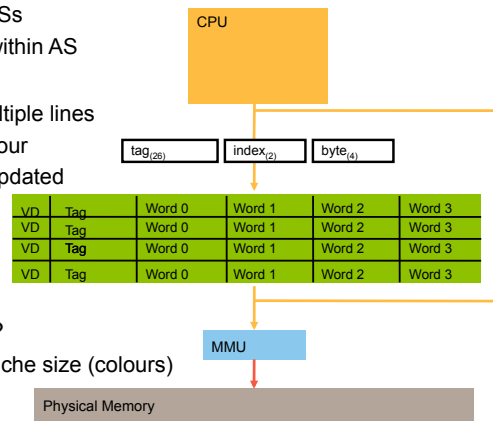 Ss
within AS
ltiple lines
our
pdated
?
che size (colours)
CPU
tag(26) index(2) byte(4)
VD Tag Word 0 Word 1 Word 2 Word 3
VD Tag Word 0 Word 1 Word 2 Word 3
VD Tag Word 0 Word 1 Word 2 Word 3
VD Tag Word 0 Word 1 Word 2 Word 3
MMU
Physical Memory